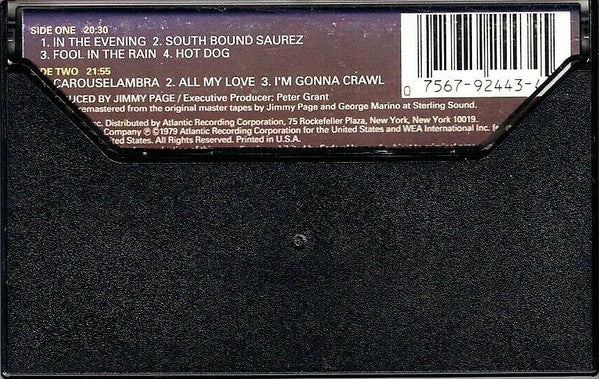 SIDE ONE 20:30
1. IN THE EVENING 2. SOUTH BOUND SAUREZ
3. FOOL IN THE RAIN 4. HOT DOG
DE TWO 21:55
CAROUSELAMBRA 2. ALL MY LOVE 3. I'M GONNA CRAWL
DUCED BY JIMMY PAGE / Executive Producer: Peter Grant
remastered from the original master tapes by Jimmy Page and George Marino at Sterling Sound.
nc. Distributed by Atlantic Recording Corporation, 75 Rockefeller Plaza, New York, New York 10019.
Company ℗©1979 Atlantic Recording Corporation for the United States and WEA International Inc. f
ed States. All Rights Reserved. Printed in U.S.A.
0 7567-92443-4